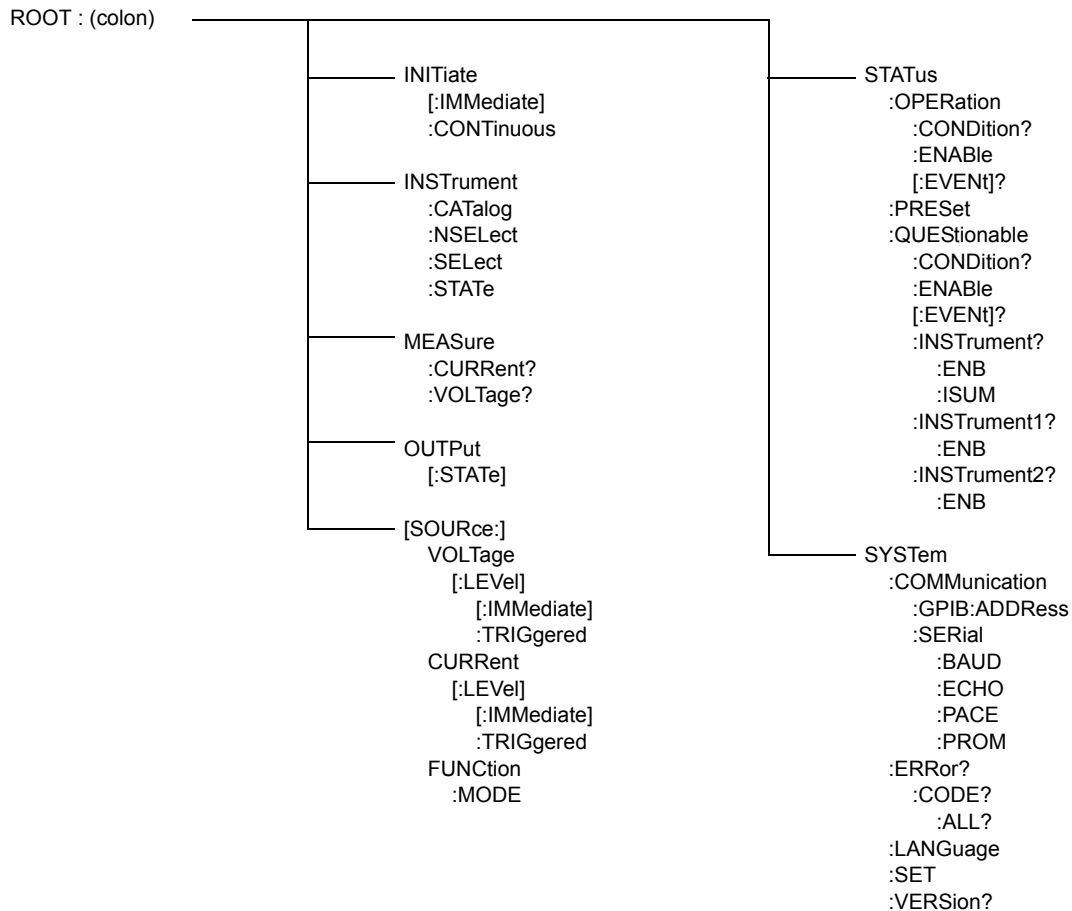 ROOT : (colon)
INITiate
[:IMMediate]
:CONTinuous
INSTrument
:CATalog
:NSELect
:SELect
:STATe
MEASure
:CURRent?
:VOLTage?
OUTPut
[:STATe]
[SOURce:]
VOLTage
[:LEVel]
[:IMMediate]
:TRIGgered
CURRent
[:LEVel]
[:IMMediate]
:TRIGgered
FUNCtion
:MODE
STATus
:OPERation
:CONDition?
:ENABle
[:EVENt]?
:PRESet
:QUEStionable
:CONDition?
:ENABle
[:EVENt]?
:INSTrument?
:ENB
:ISUM
:INSTrument1?
:ENB
:INSTrument2?
:ENB
SYSTem
:COMMunication
:GPIB:ADDRess
:SERial
:BAUD
:ECHO
:PACE
:PROM
:ERRor?
:CODE?
:ALL?
:LANGuage
:SET
:VERSion?